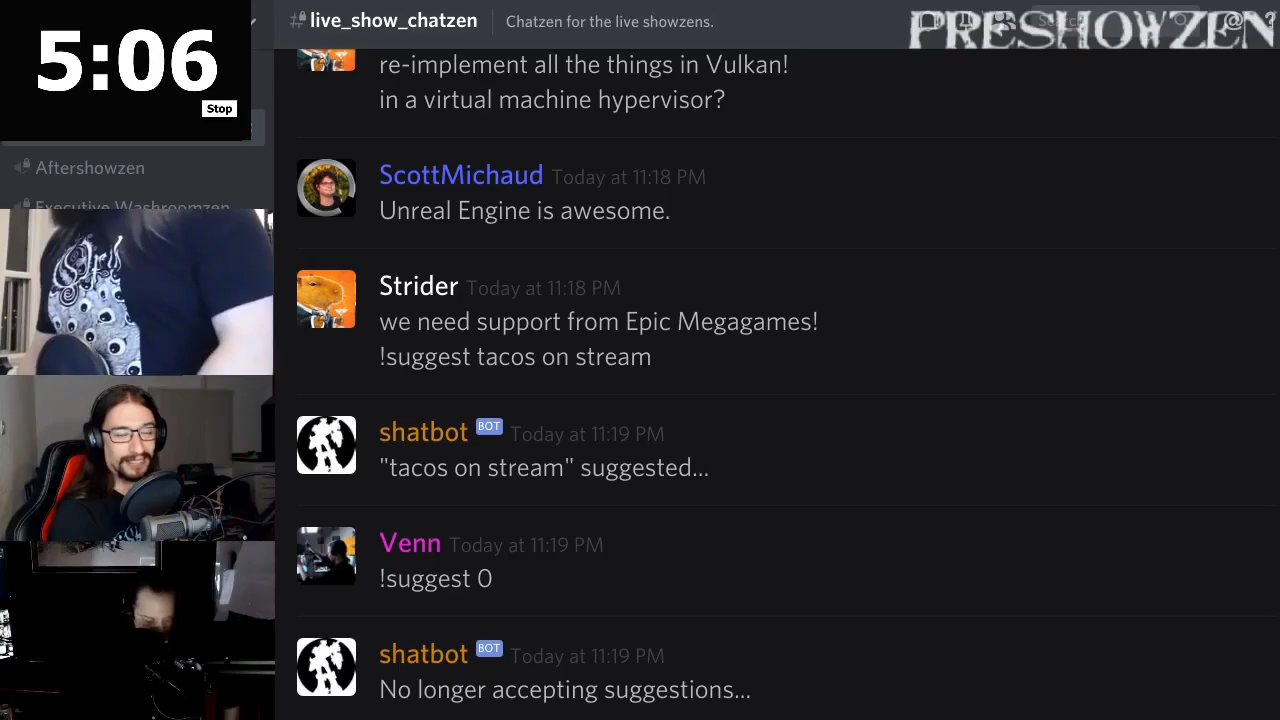 5:06
Stop
live_show_chatzen
Chatzen for the live showzens.
Search
PRESHOWZEN
Aftershowzen
Executive Washroomzen
re-implement all the things in Vulkan!
in a virtual machine hypervisor?
ScottMichaud Today at 11:18 PM
Unreal Engine is awesome.
Strider Today at 11:18 PM
we need support from Epic Megagames!
!suggest tacos on stream
shatbot BOT Today at 11:19 PM
"tacos on stream" suggested...
Venn Today at 11:19 PM
!suggest 0
shatbot BOT Today at 11:19 PM
No longer accepting suggestions...